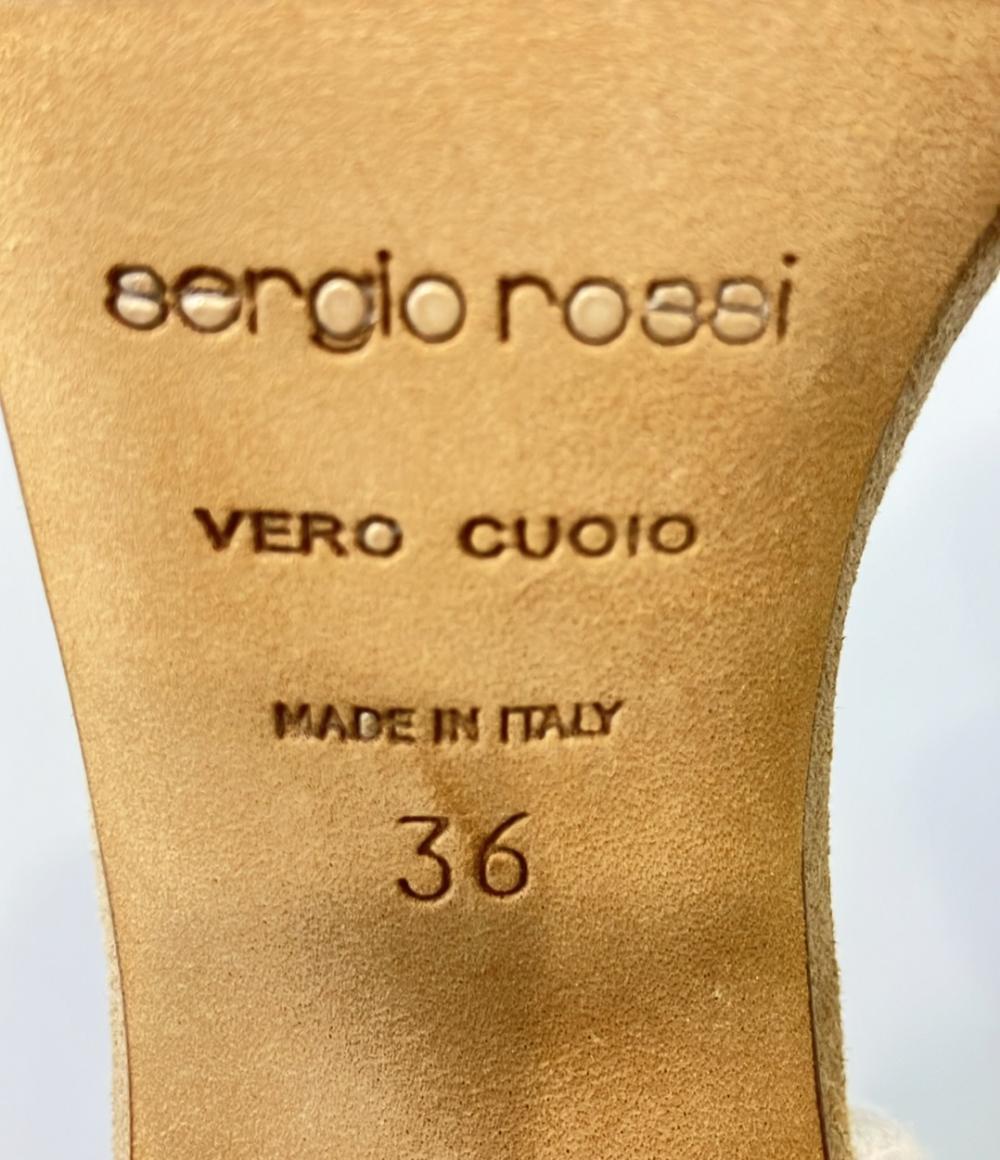 sergio rossi
VERO CUOIO
MADE IN ITALY
36